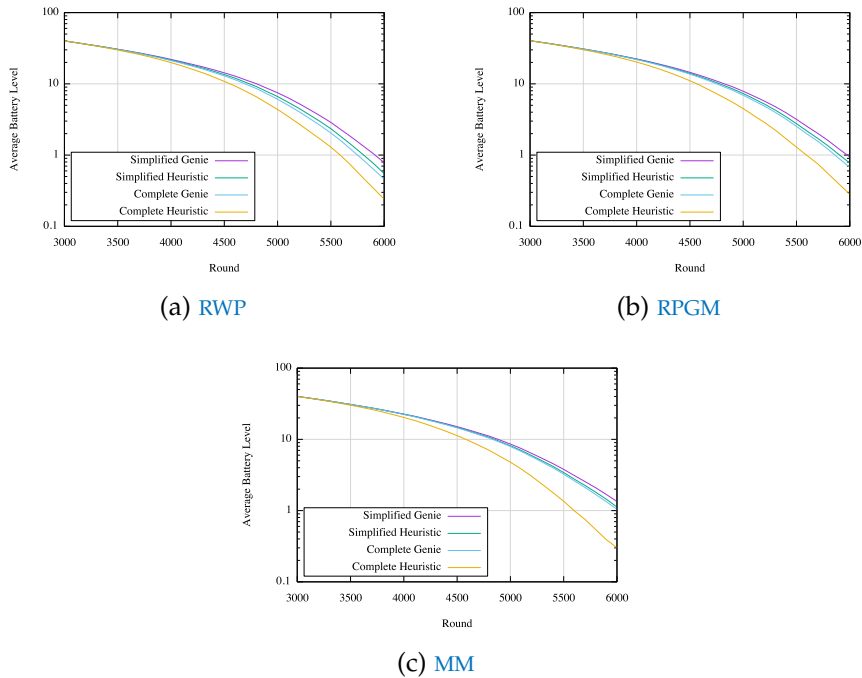 100
10
1
0.1
Average Battery Level
Simplified Genie
Simplified Heuristic
Complete Genie
Complete Heuristic
3000 3500 4000 4500 5000 5500 6000
Round
(a) RWP
100
10
1
0.1
Average Battery Level
Simplified Genie
Simplified Heuristic
Complete Genie
Complete Heuristic
3000 3500 4000 4500 5000 5500 6000
Round
(b) RPGM
100
10
1
0.1
Average Battery Level
Simplified Genie
Simplified Heuristic
Complete Genie
Complete Heuristic
3000 3500 4000 4500 5000 5500 6000
Round
(c) MM